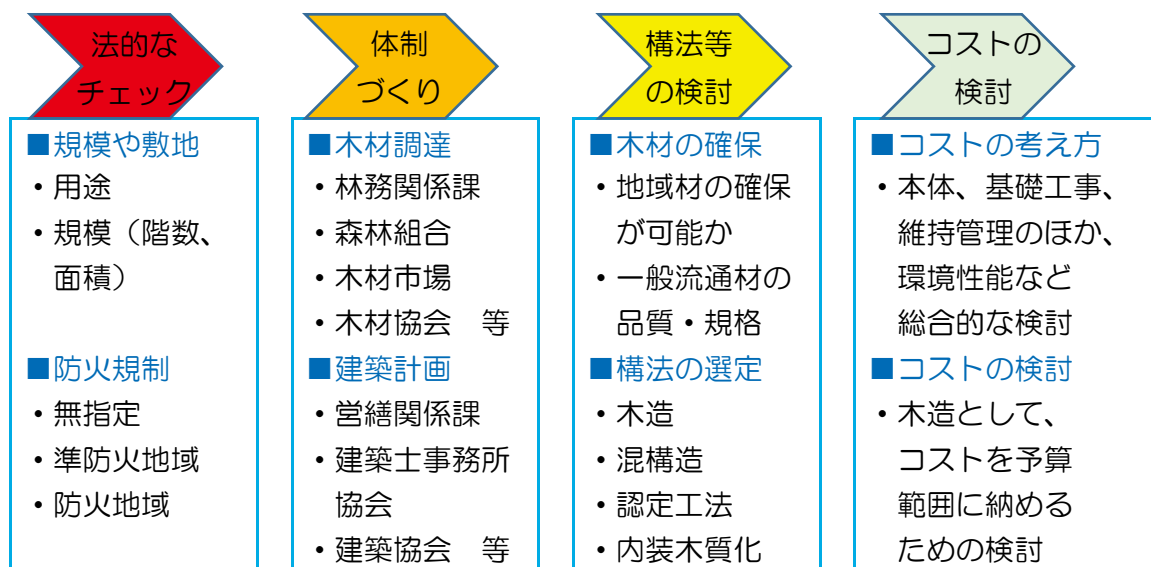 法的な
チェック
■規模や敷地
・用途
・規模（階数、
面積）
■防火規制
・無指定
・準防火地域
・防火地域
体制
づくり
■木材調達
・林務関係課
・森林組合
・木材市場
・木材協会　等
■建築計画
・営繕関係課
・建築士事務所
協会
・建築協会　等
構法等
の検討
■木材の確保
・地域材の確保
が可能か
・一般流通材の
品質・規格
■構法の選定
・木造
・混構造
・認定工法
・内装木質化
コストの
検討
■コストの考え方
・本体、基礎工事、
維持管理のほか、
環境性能など
総合的な検討
■コストの検討
・木造として、
コストを予算
範囲に納める
ための検討